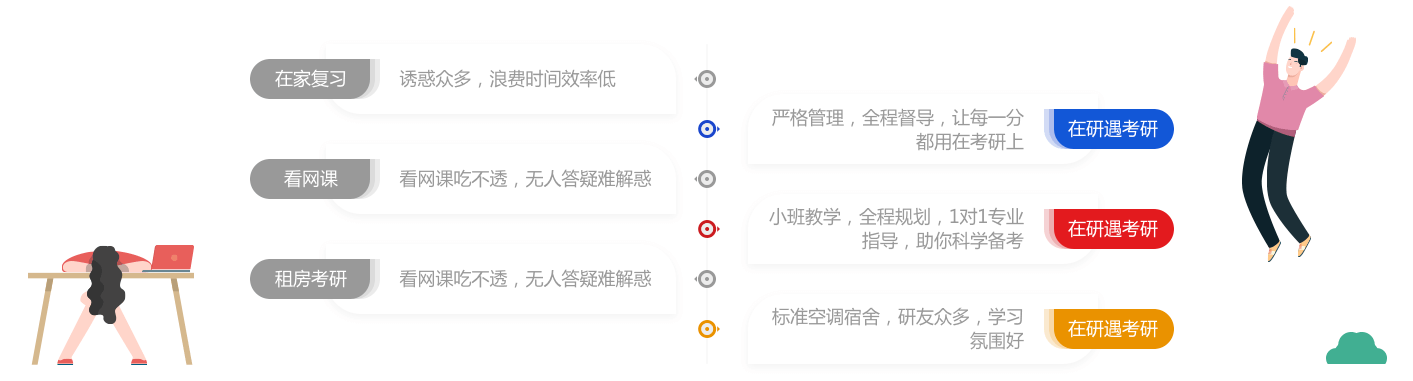 在家复习
诱惑众多，浪费时间效率低
严格管理，全程督导，让每一分
都用在考研上
在研遇考研
看网课
看网课吃不透，无人答疑难解惑
小班教学，全程规划，1对1专业
指导，助你科学备考
在研遇考研
租房考研
看网课吃不透，无人答疑难解惑
标准空调宿舍，研友众多，学习
氛围好
在研遇考研